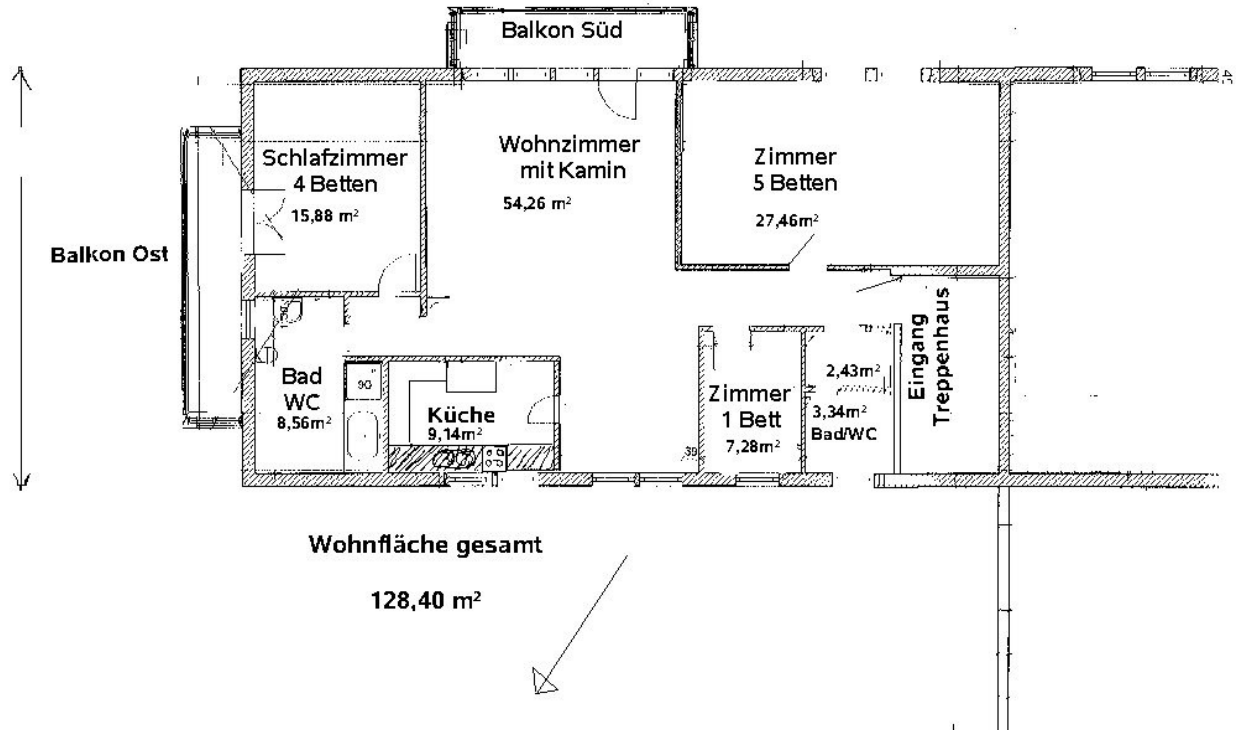 Balkon Süd
Schlafzimmer
4 Betten
15,88 m²
Wohnzimmer
mit Kamin
54,26 m²
Zimmer
5 Betten
27,46m²
Balkon Ost
Eingang
Treppenhaus
Bad
WC
8,56m²
90
Küche
9,14m²
Zimmer
1 Bett
7,28m²
2,43m²
3,34m²
Bad/WC
39
Wohnfläche gesamt
128,40 m²